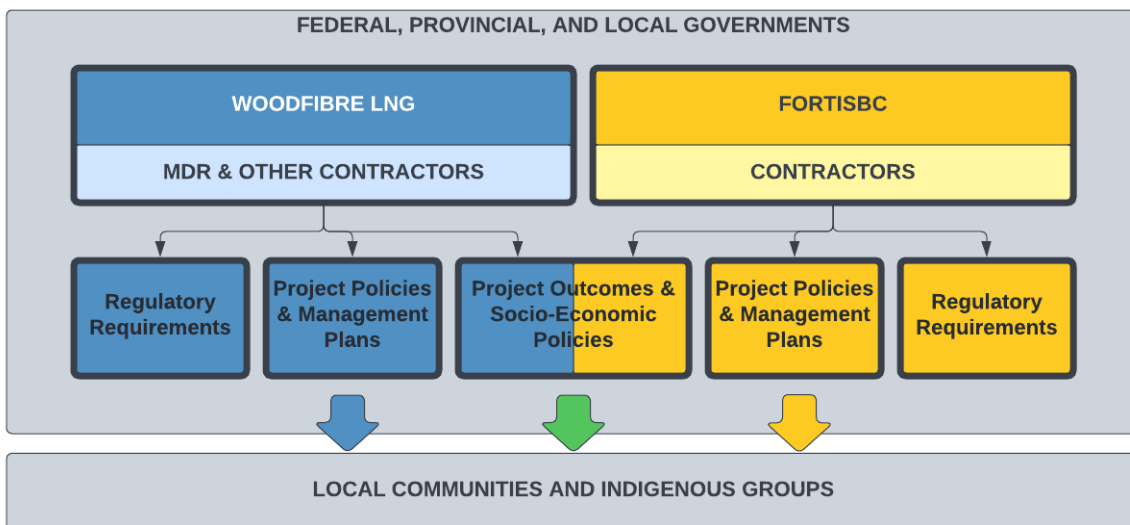 FEDERAL, PROVINCIAL, AND LOCAL GOVERNMENTS
WOODFIBRE LNG
MDR & OTHER CONTRACTORS
FORTISBC
CONTRACTORS
Regulatory
Requirements
Project Policies
& Management
Plans
Project Outcomes &
Socio-Economic
Policies
Project Policies
& Management
Plans
Regulatory
Requirements
LOCAL COMMUNITIES AND INDIGENOUS GROUPS